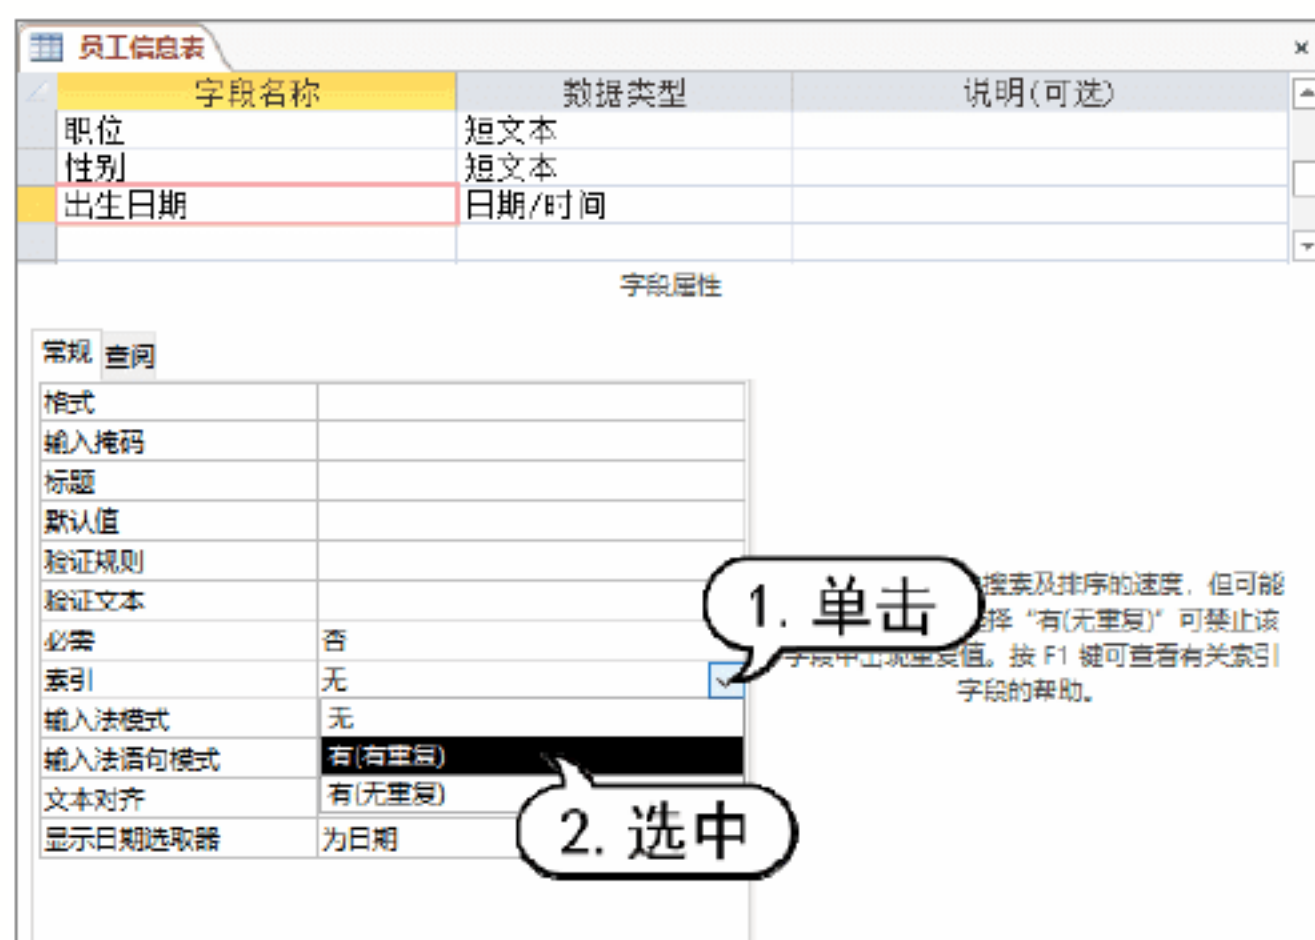 员工信息表
字段名称 数据类型 说明(可选)
职位 短文本
性别 短文本
出生日期 日期/时间
字段属性
常规 查阅
格式
输入掩码
标题
默认值
验证规则
验证文本
必需 否
索引 无
输入法模式 无
输入法语句模式 有(有重复)
文本对齐 有(无重复)
显示日期选取器 为日期
1. 单击
2. 选中
搜索及排序的速度，但可能
择“有(无重复)”可禁止该
字段中出现重复值。按 F1 键可查看有关索引
字段的帮助。